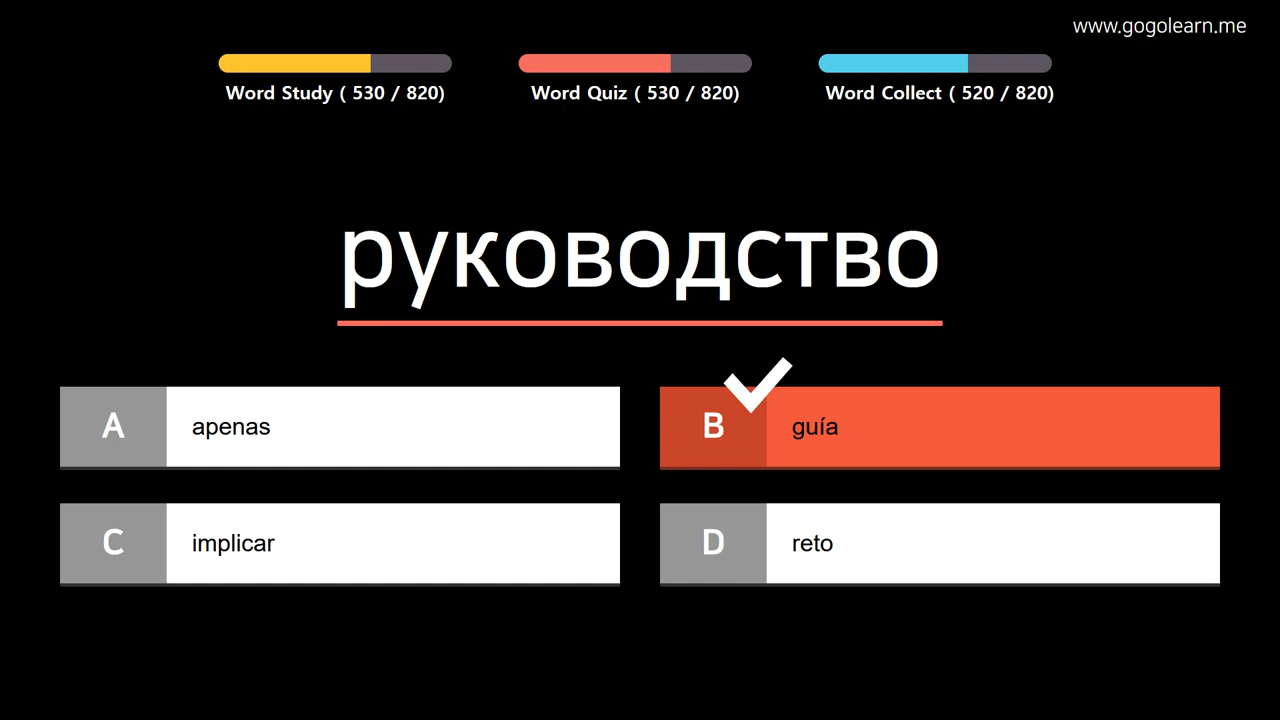 www.gogolearn.me
Word Study ( 530 / 820)
Word Quiz ( 530 / 820)
Word Collect ( 520 / 820)
руководство
A apenas
B guía
C implicar
D reto